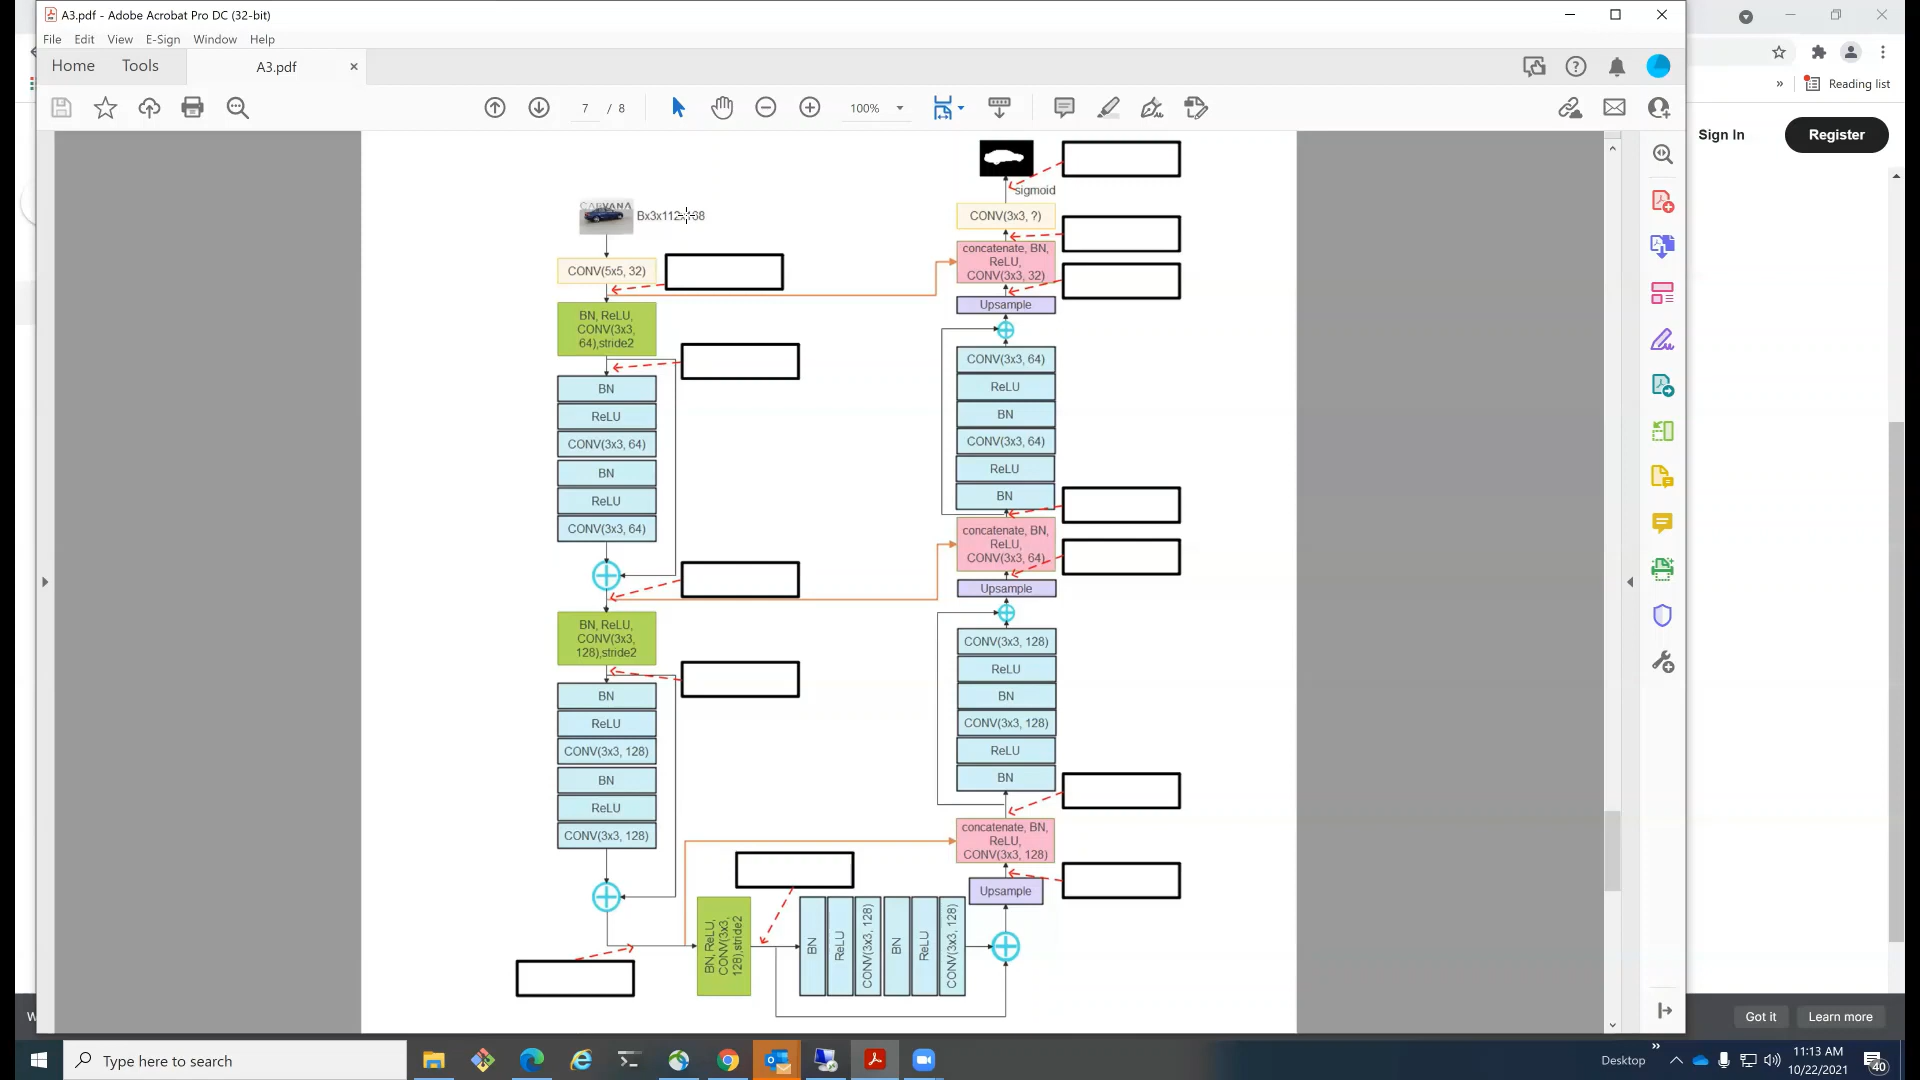 A3.pdf - Adobe Acrobat Pro DC (32-bit)
File Edit View E-Sign Window Help
Home Tools A3.pdf
7 / 8 100%
Reading list
Sign In Register
sigmoid
CONV(3x3, ?)
concatenate, BN,
ReLU,
CONV(3x3, 32)
Upsample
CONV(3x3, 64)
ReLU
BN
CONV(3x3, 64)
ReLU
BN
concatenate, BN,
ReLU,
CONV(3x3, 64)
Upsample
CONV(3x3, 128)
ReLU
BN
CONV(3x3, 128)
ReLU
BN
concatenate, BN,
ReLU,
CONV(3x3, 128)
Upsample
CARVANA
CONV(5x5, 32)
BN, ReLU,
CONV(3x3,
64),stride2
BN
ReLU
CONV(3x3, 64)
BN
ReLU
CONV(3x3, 64)
BN, ReLU,
CONV(3x3,
128),stride2
BN
ReLU
CONV(3x3, 128)
BN
ReLU
CONV(3x3, 128)
BN, ReLU,
CONV(3x3,
128),stride2
BN
ReLU
CONV(3x3, 128)
BN
ReLU
CONV(3x3, 128)
Got it Learn more
Type here to search
Desktop
11:13 AM
10/22/2021
40